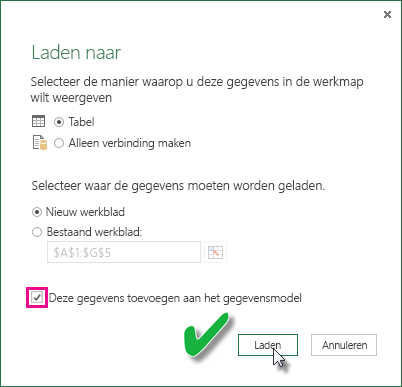 Laden naar
Selecteer de manier waarop u deze gegevens in de werkmap
wilt weergeven
Tabel
Alleen verbinding maken
Selecteer waar de gegevens moeten worden geladen.
Nieuw werkblad
Bestaand werkblad:
$A$1:$G$5
Deze gegevens toevoegen aan het gegevensmodel
Laden Annuleren